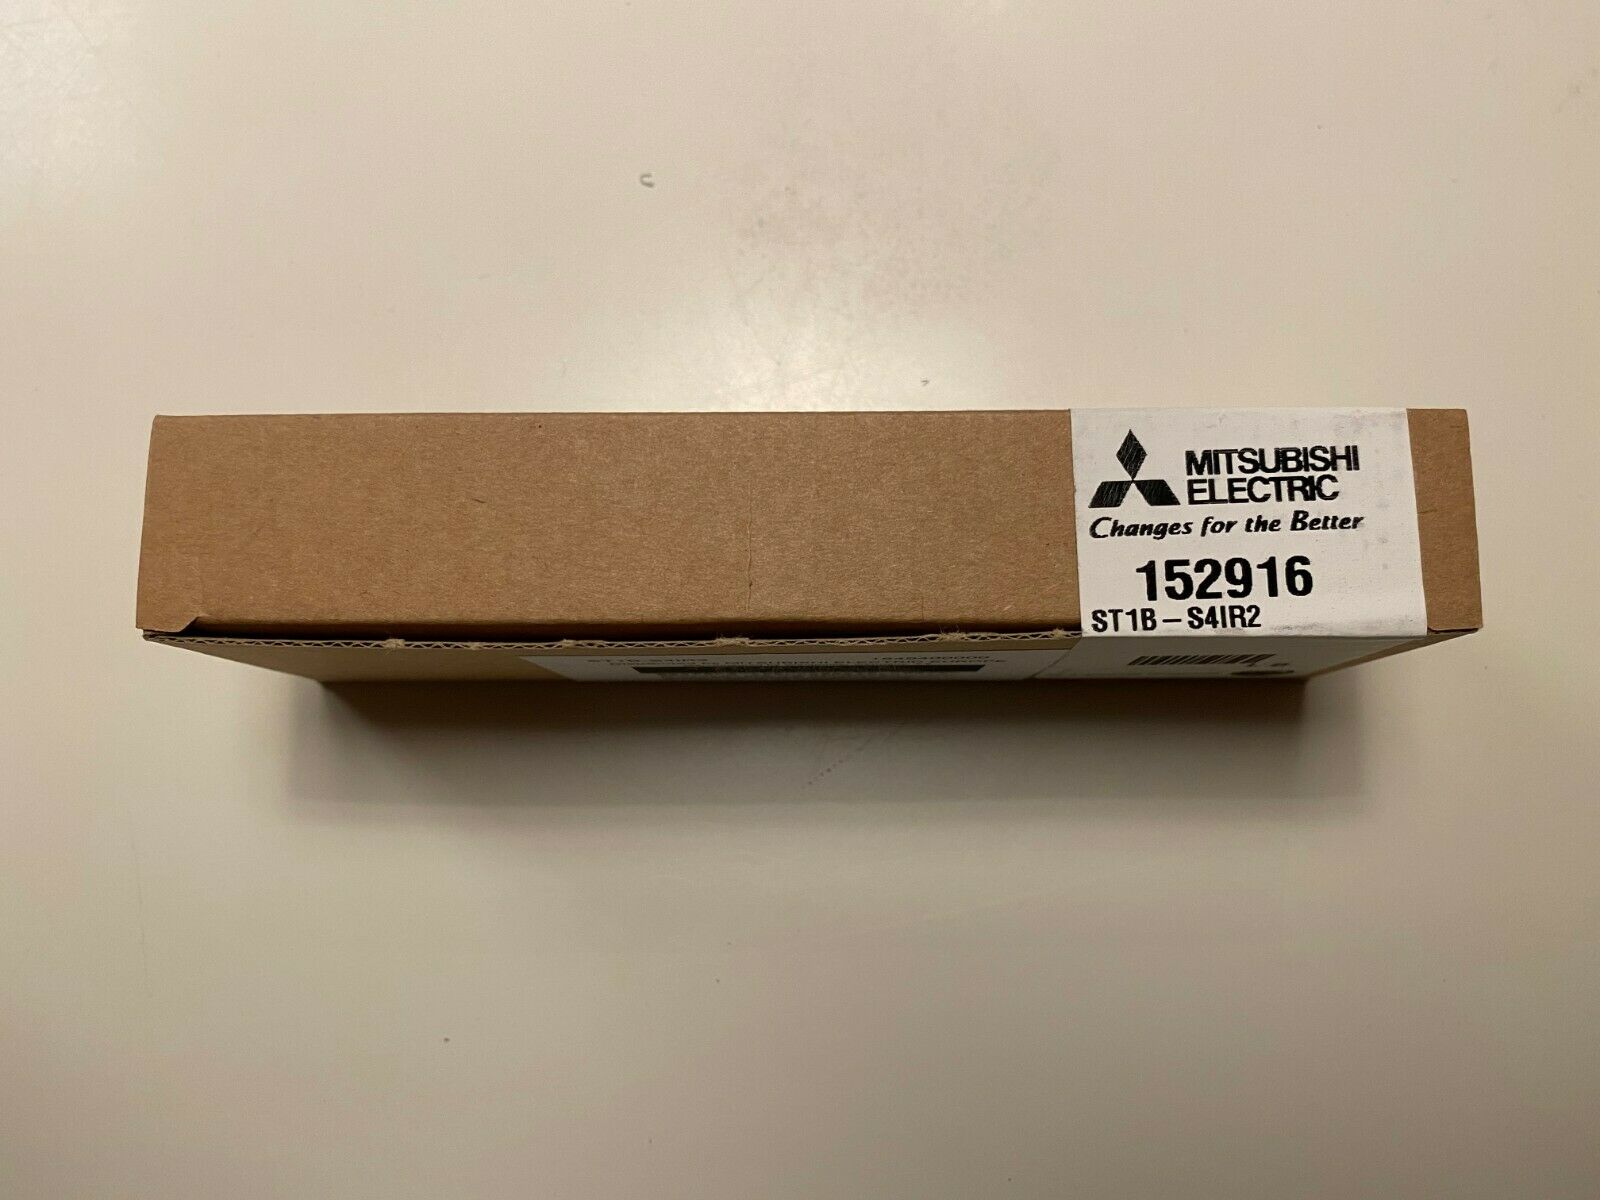 MITSUBISHI
ELECTRIC
Changes for the Better
152916
ST1B-S4IR2